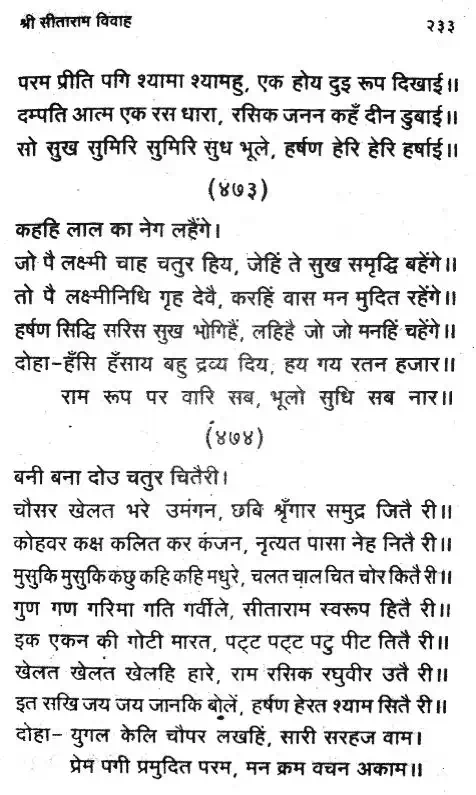 श्री सीताराम विवाह
२३३
परम प्रीति पगि श्यामा श्यामहु, एक होय दुइ रूप दिखाई॥
दम्पति आत्म एक रस धारा, रसिक जनन कहँ दीन डुबाई॥
सो सुख सुमिरि सुमिरि सुध भूले, हर्षण हेरि हेरि हर्षाई॥
(४७३)
कहहि लाल का नेग लहैंगे।
जो पै लक्ष्मी चाह चतुर हिय, जेहिं ते सुख समृद्धि बहेंगे॥
तो पै लक्ष्मीनिधि गृह देवै, करहिं वास मन मुदित रहेंगे॥
हर्षण सिद्धि सरिस सुख भोगिहैं, लहिहै जो जो मनहिं चहेंगे॥
दोहा-हँसि हँसाय बहु द्रव्य दिय, हय गय रतन हजार॥
राम रूप पर वारि सब, भूलो सुधि सब नार॥
(४७४)
बनी बना दोउ चतुर चितैरी।
चौसर खेलत भरे उमंगन, छबि श्रृँगार समुद्र जितै री॥
कोहवर कक्ष कलित कर कंजन, नृत्यत पासा नेह नितै री॥
मुसुकि मुसुकि कछु कहि कहि मधुरे, चलत चाल चित चोर कितै री॥
गुण गण गरिमा गति गर्वीले, सीताराम स्वरूप हितै री॥
इक एकन की गोटी मारत, पट्ट पट्ट पटु पीट तितै री॥
खेलत खेलत खेलहि हारे, राम रसिक रघुवीर उतै री॥
इत सखि जय जय जानकि बोलें, हर्षण हेरत श्याम सितै री॥
दोहा- युगल केलि चौपर लखहिं, सारी सरहज वाम।
प्रेम पगी प्रमुदित परम, मन क्रम वचन अकाम॥